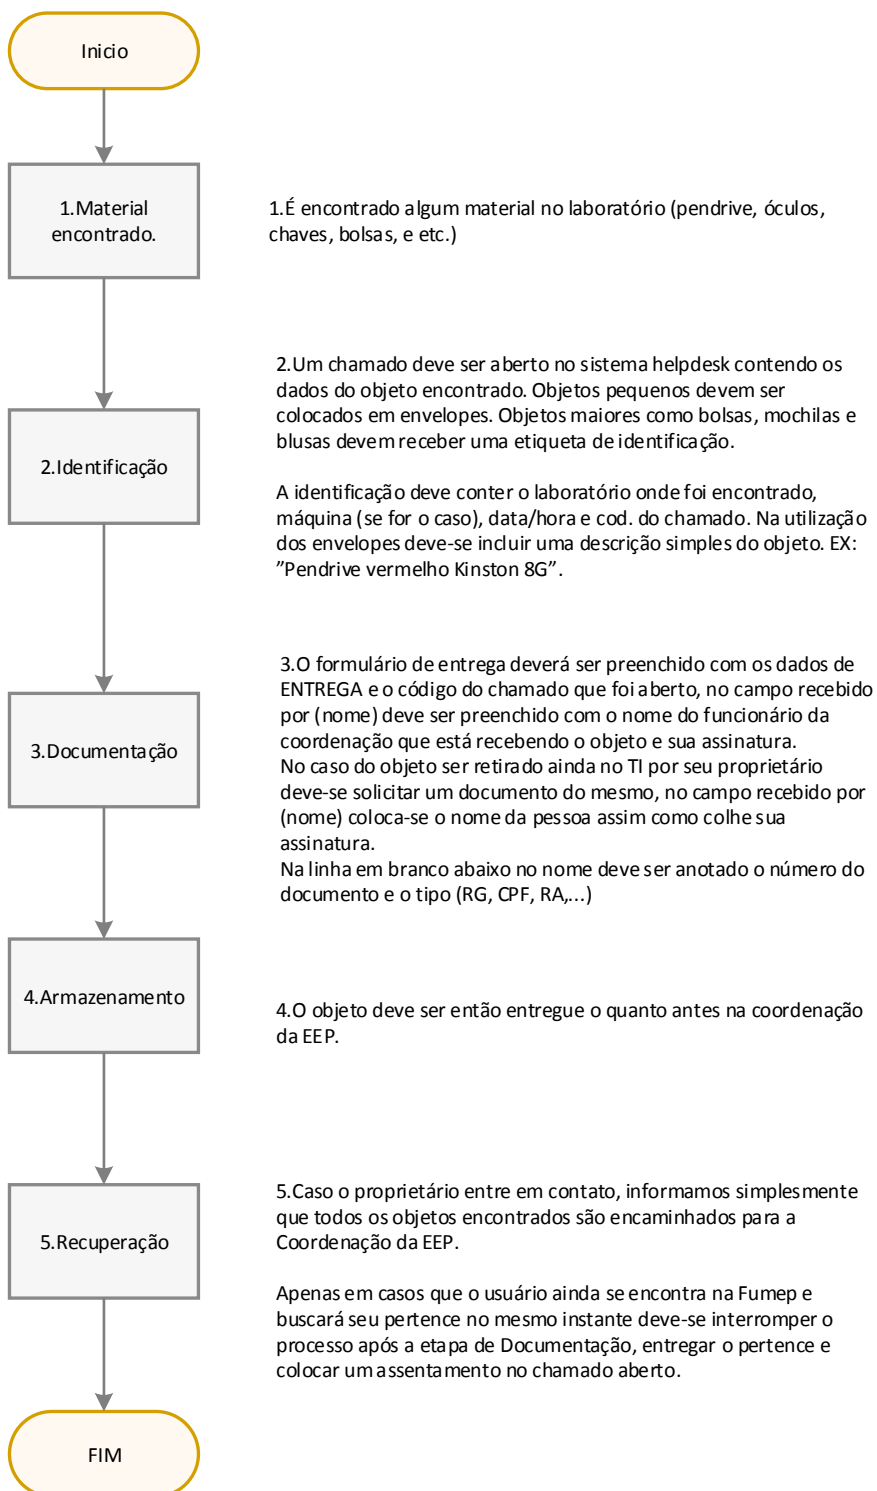 Inicio
1.Material
encontrado.
1.É encontrado algum material no laboratório (pendrive, óculos,
chaves, bolsas, e etc.)
2.Identificação
2.Um chamado deve ser aberto no sistema helpdesk contendo os
dados do objeto encontrado. Objetos pequenos devem ser
colocados em envelopes. Objetos maiores como bolsas, mochilas e
blusas devem receber uma etiqueta de identificação.
A identificação deve conter o laboratório onde foi encontrado,
máquina (se for o caso), data/hora e cod. do chamado. Na utilização
dos envelopes deve-se incluir uma descrição simples do objeto. EX:
”Pendrive vermelho Kinston 8G”.
3.Documentação
3.O formulário de entrega deverá ser preenchido com os dados de
ENTREGA e o código do chamado que foi aberto, no campo recebido
por (nome) deve ser preenchido com o nome do funcionário da
coordenação que está recebendo o objeto e sua assinatura.
No caso do objeto ser retirado ainda no TI por seu proprietário
deve-se solicitar um documento do mesmo, no campo recebido por
(nome) coloca-se o nome da pessoa assim como colhe sua
assinatura.
Na linha em branco abaixo no nome deve ser anotado o número do
documento e o tipo (RG, CPF, RA,...)
4.Armazenamento
4.O objeto deve ser então entregue o quanto antes na coordenação
da EEP.
5.Recuperação
5.Caso o proprietário entre em contato, informamos simplesmente
que todos os objetos encontrados são encaminhados para a
Coordenação da EEP.
Apenas em casos que o usuário ainda se encontra na Fumep e
buscará seu pertence no mesmo instante deve-se interromper o
processo após a etapa de Documentação, entregar o pertence e
colocar um assentamento no chamado aberto.
FIM